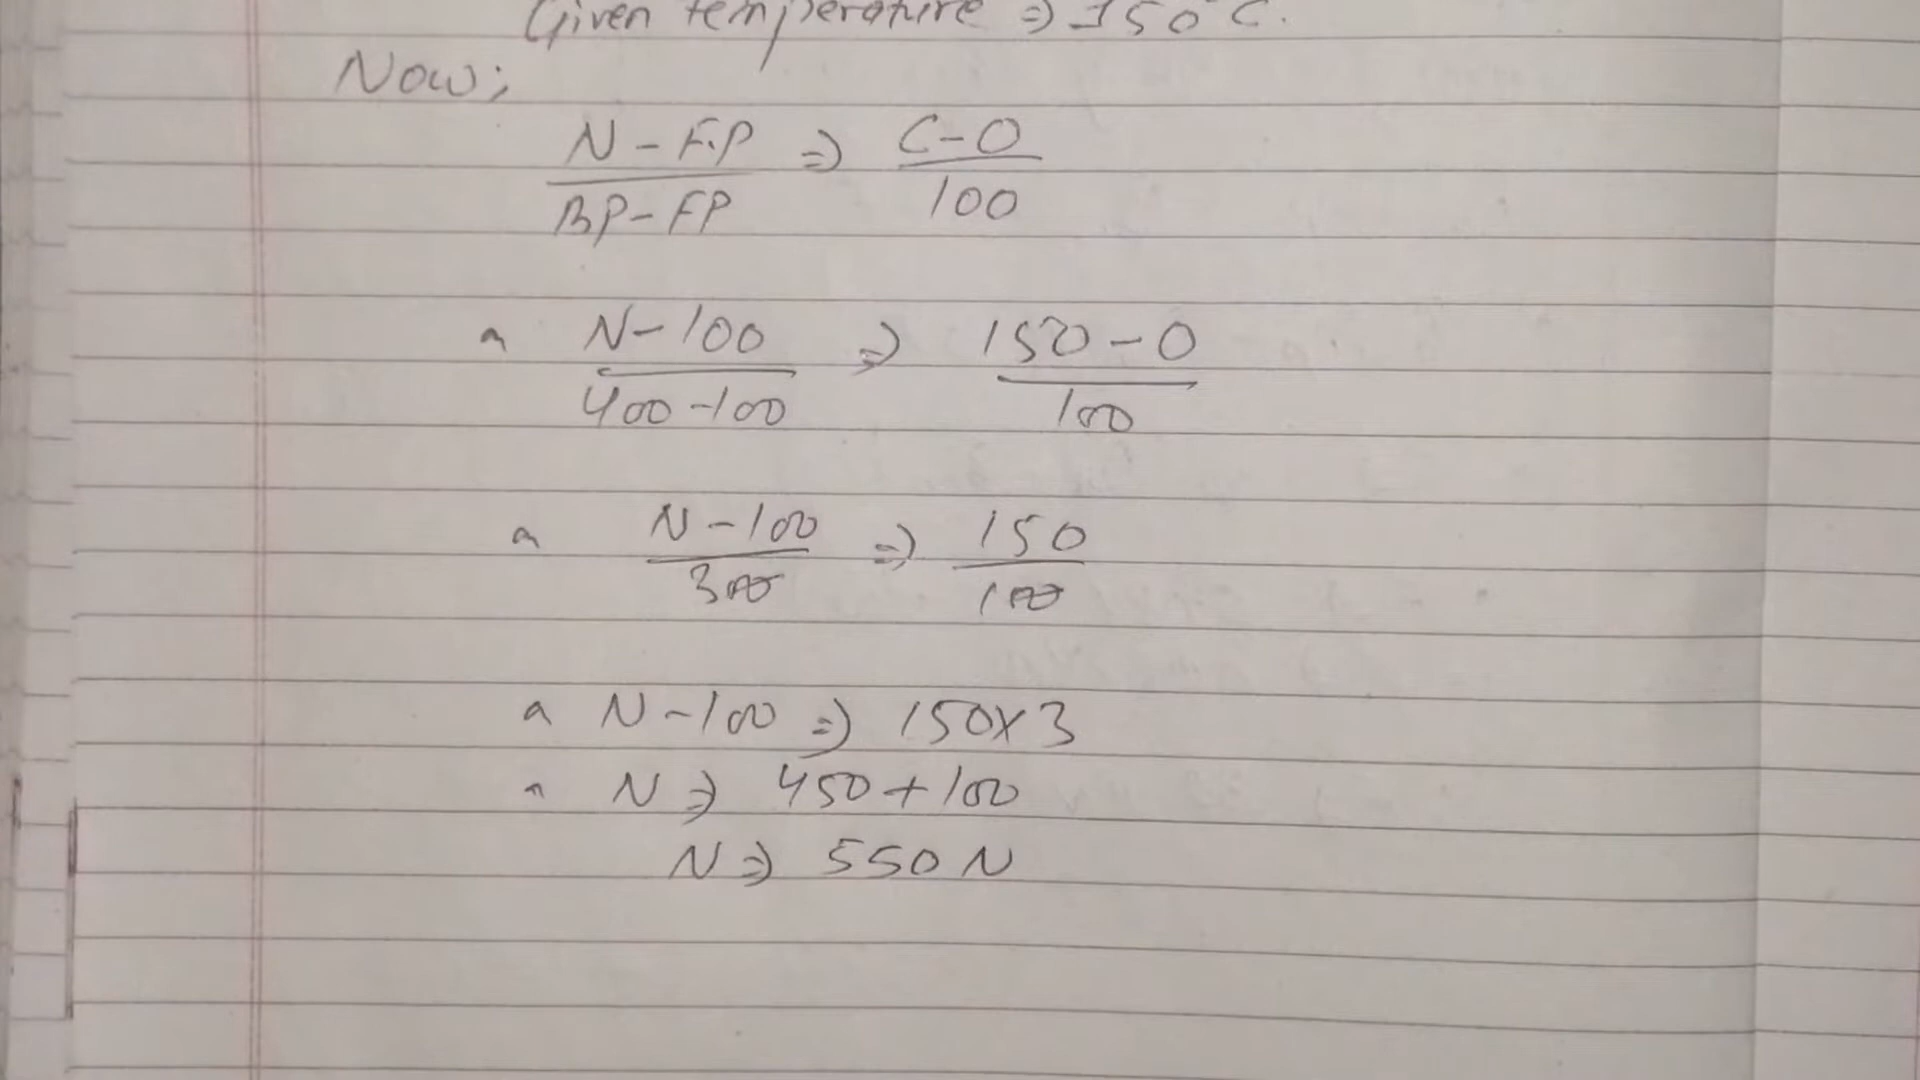 Given temperature ⇒ 150°C.
Now;
N - F.P ⇒ C - 0
BP - FP 100
N - 100 ⇒ 150 - 0
400 - 100 100
N - 100 ⇒ 150
300 100
N - 100 ⇒ 150 x 3
N ⇒ 450 + 100
N ⇒ 550 N